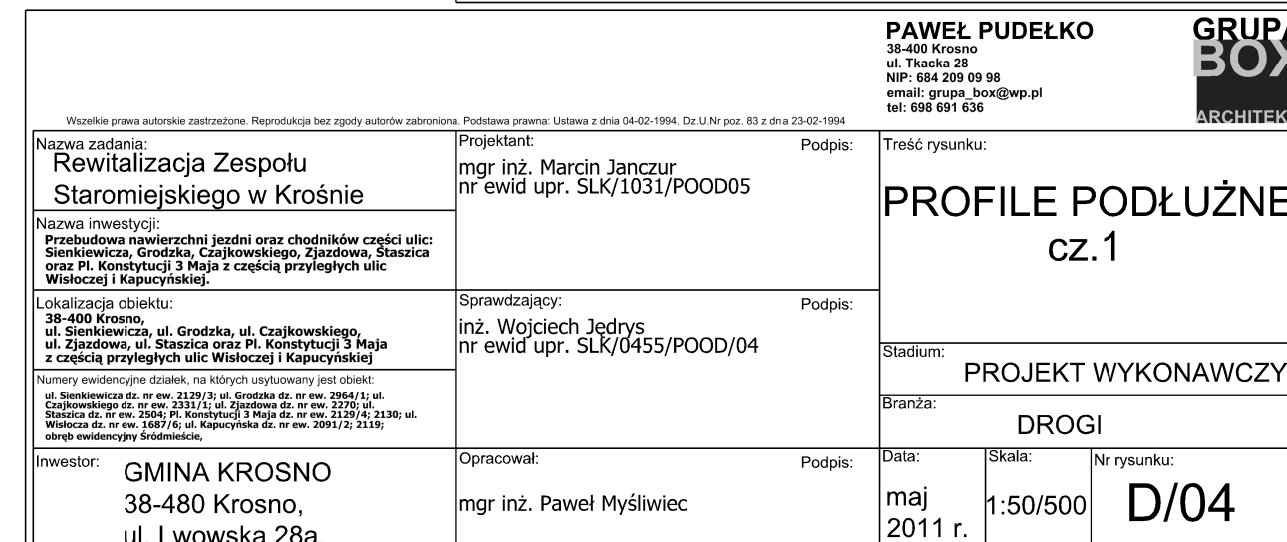 PAWEŁ PUDEŁKO
38-400 Krosno
ul. Tkacka 28
NIP: 684 209 09 98
email: grupa_box@wp.pl
tel: 698 691 636
GRUPA
BOX
ARCHITEK
Wszelkie prawa autorskie zastrzeżone. Reprodukcja bez zgody autorów zabroniona. Podstawa prawna: Ustawa z dnia 04-02-1994. Dz.U.Nr poz. 83 z dnia 23-02-1994
Nazwa zadania:
Rewitalizacja Zespołu
Staromiejskiego w Krośnie
Nazwa inwestycji:
Przebudowa nawierzchni jezdni oraz chodników części ulic:
Sienkiewicza, Grodzka, Czajkowskiego, Zjazdowa, Staszica
oraz Pl. Konstytucji 3 Maja z częścią przyległych ulic
Wisłoczej i Kapucyńskiej.
Lokalizacja obiektu:
38-400 Krosno,
ul. Sienkiewicza, ul. Grodzka, ul. Czajkowskiego,
ul. Zjazdowa, ul. Staszica oraz Pl. Konstytucji 3 Maja
z częścią przyległych ulic Wisłoczej i Kapucyńskiej
Numery ewidencyjne działek, na których usytuowany jest obiekt:
ul. Sienkiewicza dz. nr ew. 2129/3; ul. Grodzka dz. nr ew. 2964/1; ul.
Czajkowskiego dz. nr ew. 2331/1; ul. Zjazdowa dz. nr ew. 2270; ul.
Staszica dz. nr ew. 2504; Pl. Konstytucji 3 Maja dz. nr ew. 2129/4; 2130; ul.
Wisłocza dz. nr ew. 1687/6; ul. Kapucyńska dz. nr ew. 2091/2; 2119;
obręb ewidencyjny Śródmieście,
Inwestor:
GMINA KROSNO
38-480 Krosno,
ul. Lwowska 28a.
Projektant:
Podpis:
mgr inż. Marcin Janczur
nr ewid upr. SLK/1031/POOD05
Sprawdzający:
Podpis:
inż. Wojciech Jędrys
nr ewid upr. SLK/0455/POOD/04
Opracował:
Podpis:
mgr inż. Paweł Myśliwiec
Treść rysunku:
PROFILE PODŁUŻNE
cz.1
Stadium:
PROJEKT WYKONAWCZY
Branża:
DROGI
Data:
maj
2011 r.
Skala:
1:50/500
Nr rysunku:
D/04